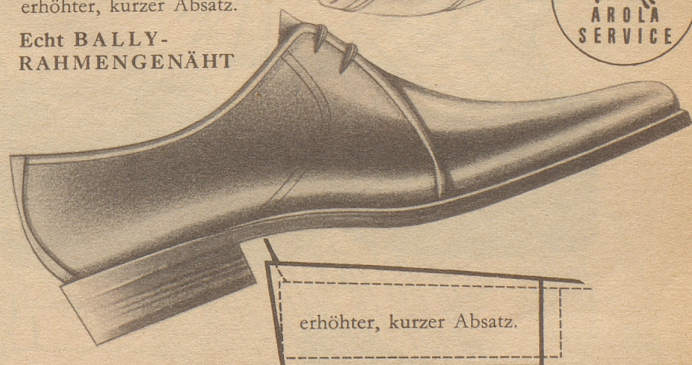 erhöhter, kurzer Absatz.
Echt BALLY-
RAHMENGENÄHT
AROLA
SERVICE
erhöhter, kurzer Absatz.